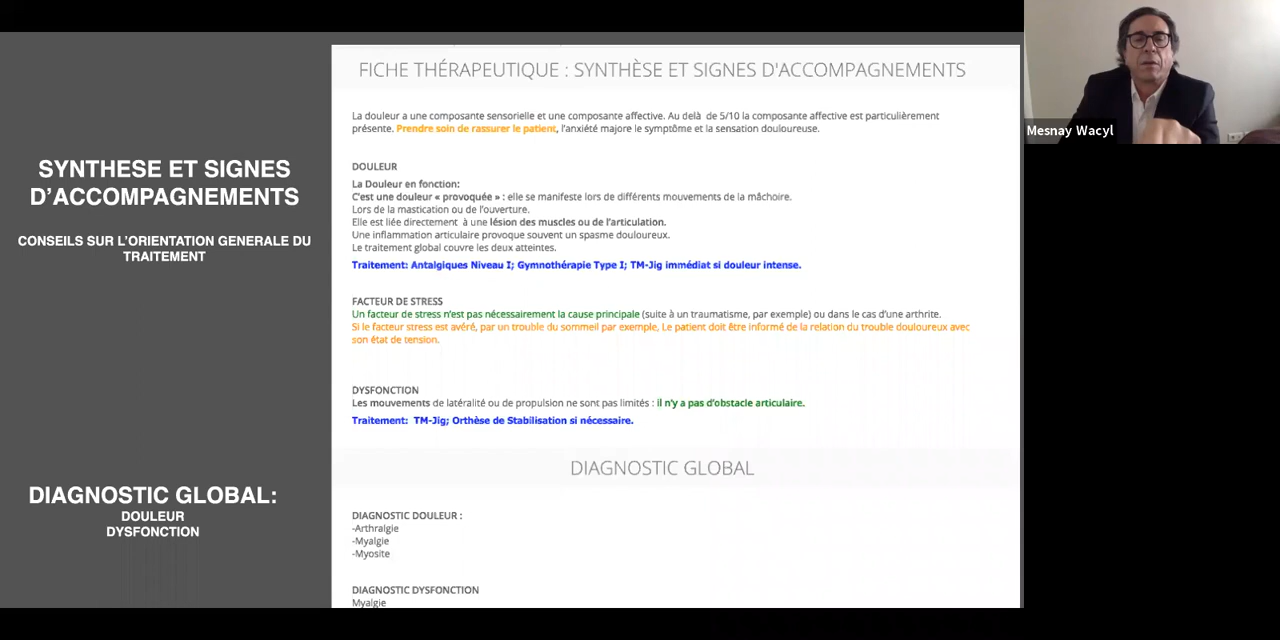 SYNTHESE ET SIGNES
D'ACCOMPAGNEMENTS
CONSEILS SUR L'ORIENTATION GENERALE DU
TRAITEMENT
DIAGNOSTIC GLOBAL:
DOULEUR
DYSFONCTION
FICHE THÉRAPEUTIQUE : SYNTHÈSE ET SIGNES D'ACCOMPAGNEMENTS
La douleur a une composante sensorielle et une composante affective. Au delà de 5/10 la composante affective est particulièrement
présente. Prendre soin de rassurer le patient, l'anxiété majore le symptôme et la sensation douloureuse.
DOULEUR
La Douleur en fonction:
C'est une douleur « provoquée » : elle se manifeste lors de différents mouvements de la mâchoire.
Lors de la mastication ou de l'ouverture.
Elle est liée directement à une lésion des muscles ou de l'articulation.
Une inflammation articulaire provoque souvent un spasme douloureux.
Le traitement global couvre les deux atteintes.
Traitement: Antalgiques Niveau I; Gymnothérapie Type I; TM-Jig immédiat si douleur intense.
FACTEUR DE STRESS
Un facteur de stress n'est pas nécessairement la cause principale (suite à un traumatisme, par exemple) ou dans le cas d'une arthrite.
Si le facteur stress est avéré, par un trouble du sommeil par exemple, Le patient doit être informé de la relation du trouble douloureux avec
son état de tension.
DYSFONCTION
Les mouvements de latéralité ou de propulsion ne sont pas limités : il n'y a pas d'obstacle articulaire.
Traitement: TM-Jig; Orthèse de Stabilisation si nécessaire.
DIAGNOSTIC GLOBAL
DIAGNOSTIC DOULEUR :
-Arthralgie
-Myalgie
-Myosite
DIAGNOSTIC DYSFONCTION
Myalgie
Mesnay Wacyl